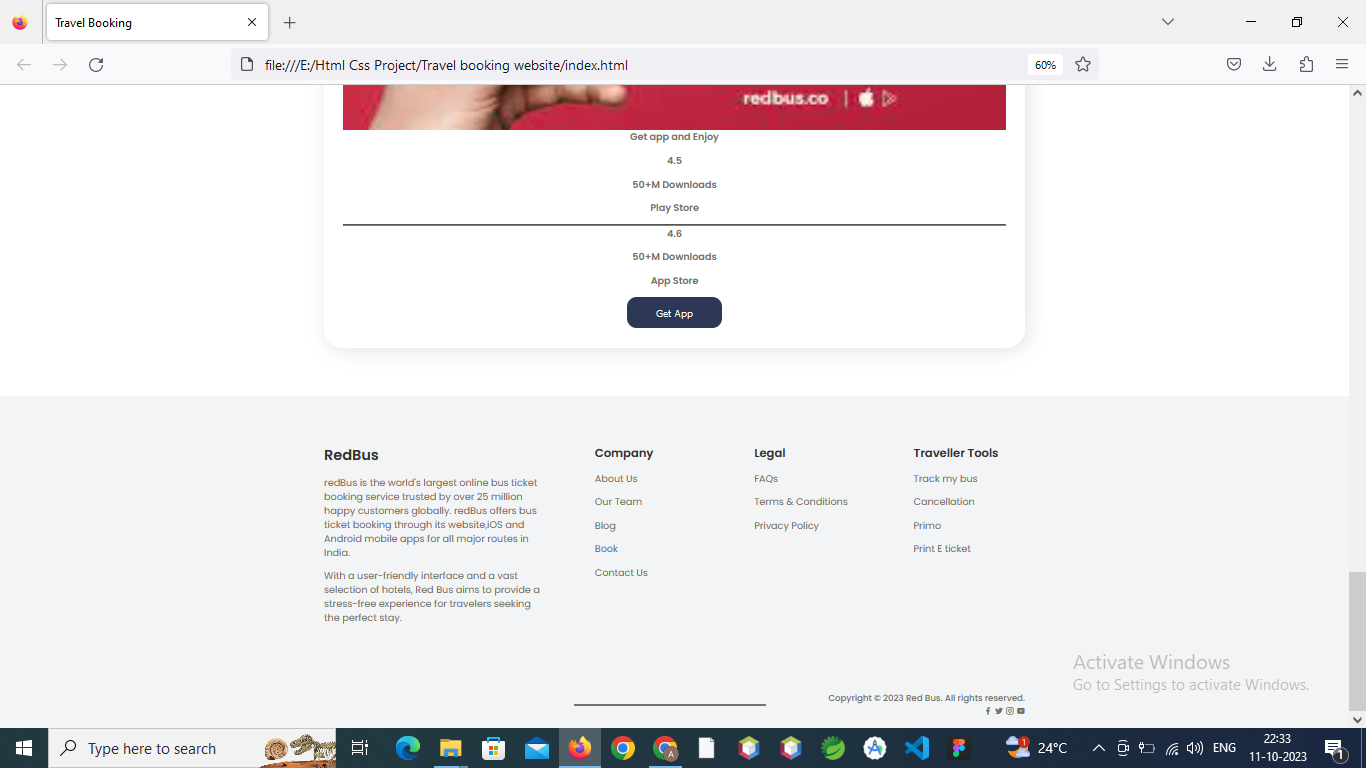 Travel Booking
file:///E:/Html Css Project/Travel booking website/index.html
60%
redbus.co |
Get app and Enjoy
4.5
50+M Downloads
Play Store
4.6
50+M Downloads
App Store
Get App
RedBus
redBus is the world's largest online bus ticket
booking service trusted by over 25 million
happy customers globally. redBus offers bus
ticket booking through its website,iOS and
Android mobile apps for all major routes in
India.
With a user-friendly interface and a vast
selection of hotels, Red Bus aims to provide a
stress-free experience for travelers seeking
the perfect stay.
Company
About Us
Our Team
Blog
Book
Contact Us
Legal
FAQs
Terms & Conditions
Privacy Policy
Traveller Tools
Track my bus
Cancellation
Primo
Print E ticket
Activate Windows
Go to Settings to activate Windows.
Copyright © 2023 Red Bus. All rights reserved.
Type here to search
1
24°C
ENG
22:33
11-10-2023
1